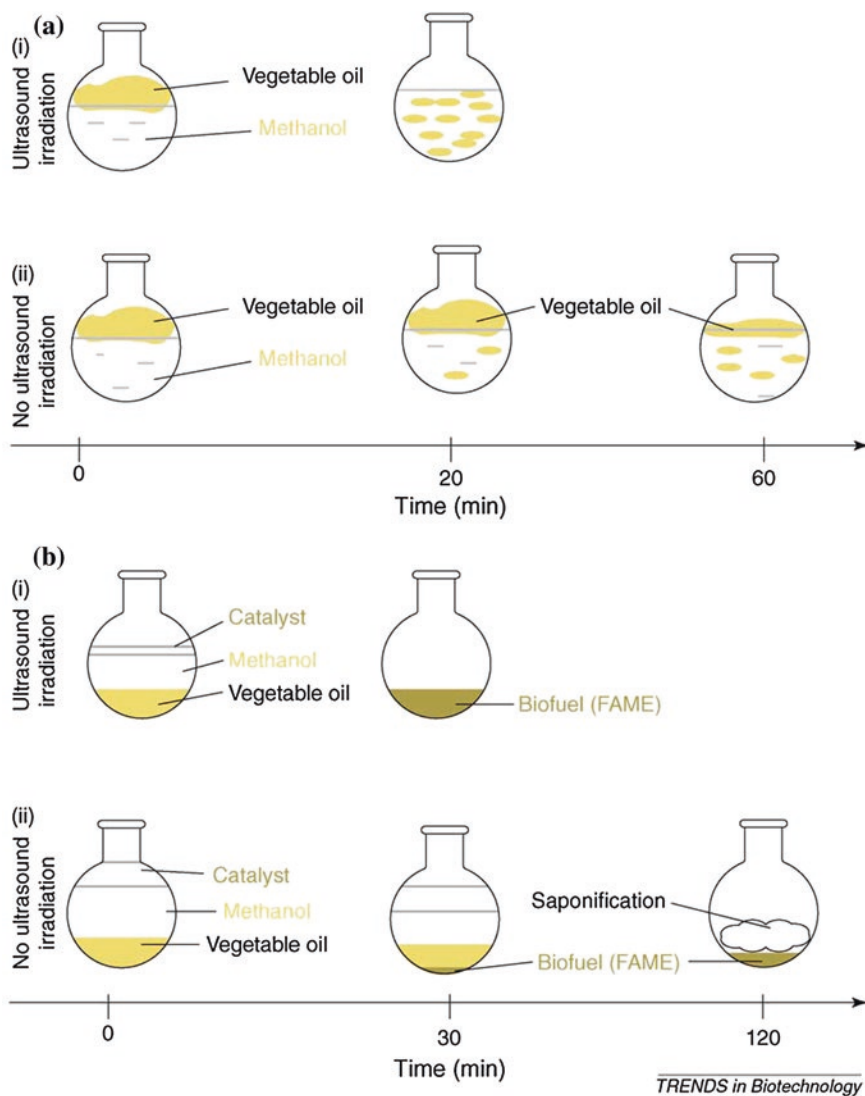 (a)
(i)
Ultrasound
irradiation
Vegetable oil
Methanol
(ii)
No ultrasound
irradiation
Vegetable oil
Methanol
Vegetable oil
0
20
60
Time (min)
(b)
(i)
Ultrasound
irradiation
Catalyst
Methanol
Vegetable oil
Biofuel (FAME)
(ii)
No ultrasound
irradiation
Catalyst
Methanol
Vegetable oil
Saponification
Biofuel (FAME)
0
30
120
Time (min)
TRENDS in Biotechnology